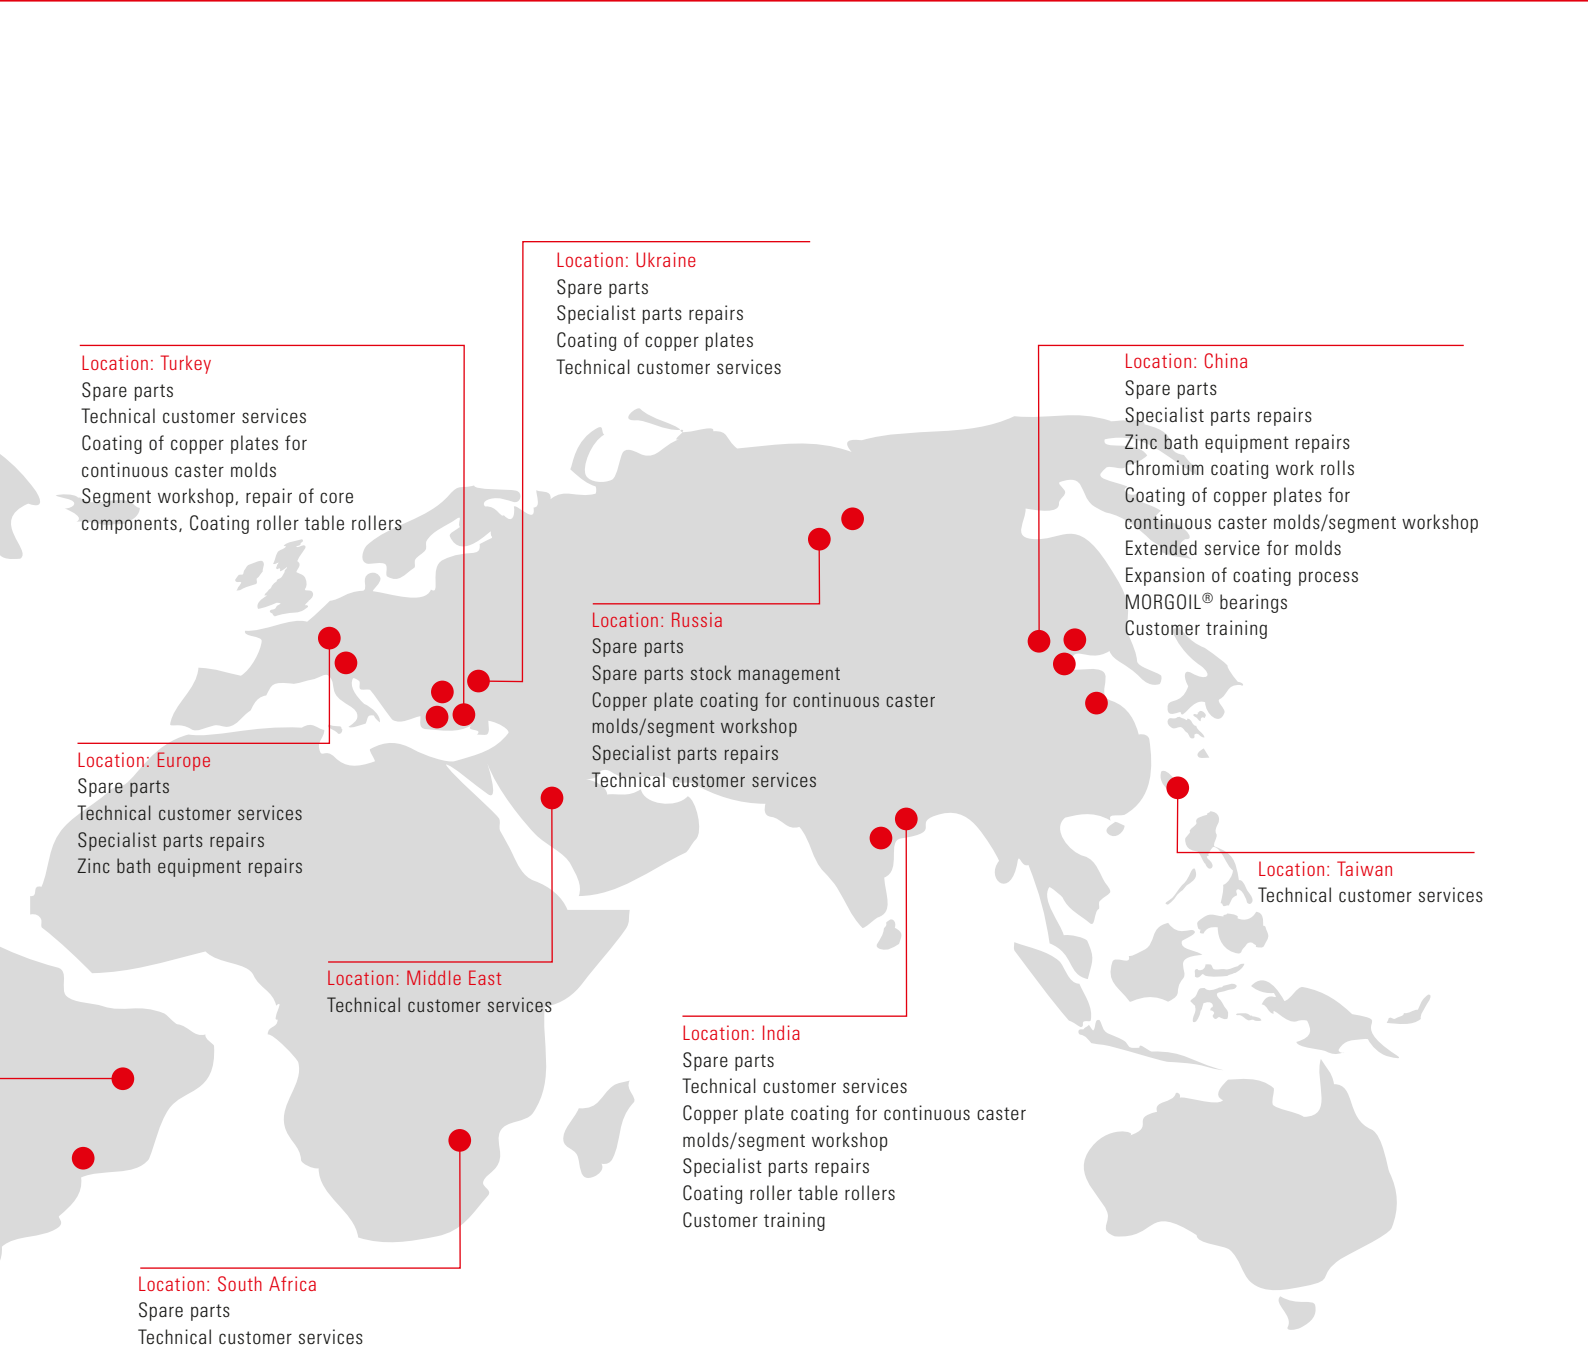 Location: Ukraine
Spare parts
Specialist parts repairs
Coating of copper plates
Technical customer services
Location: Turkey
Spare parts
Technical customer services
Coating of copper plates for
continuous caster molds
Segment workshop, repair of core
components, Coating roller table rollers
Location: China
Spare parts
Specialist parts repairs
Zinc bath equipment repairs
Chromium coating work rolls
Coating of copper plates for
continuous caster molds/segment workshop
Extended service for molds
Expansion of coating process
MORGOIL® bearings
Customer training
Location: Russia
Spare parts
Spare parts stock management
Copper plate coating for continuous caster
molds/segment workshop
Specialist parts repairs
Technical customer services
Location: Europe
Spare parts
Technical customer services
Specialist parts repairs
Zinc bath equipment repairs
Location: Taiwan
Technical customer services
Location: Middle East
Technical customer services
Location: India
Spare parts
Technical customer services
Copper plate coating for continuous caster
molds/segment workshop
Specialist parts repairs
Coating roller table rollers
Customer training
Location: South Africa
Spare parts
Technical customer services